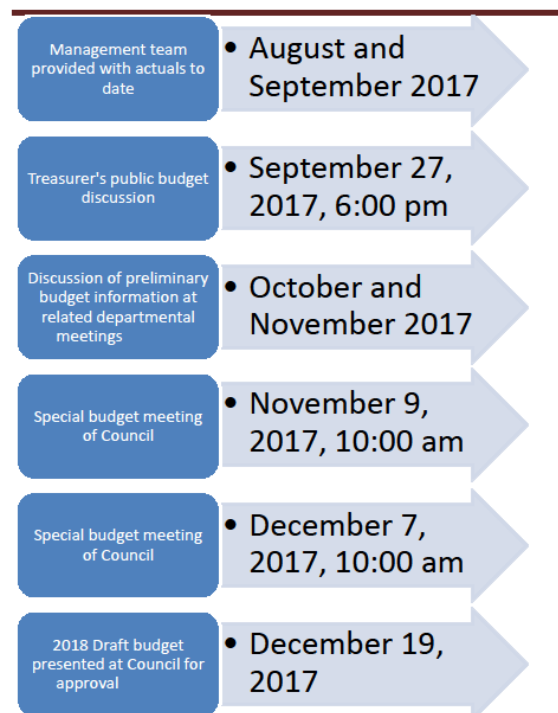 Management team
provided with actuals to
date
• August and
September 2017
Treasurer's public budget
discussion
• September 27,
2017, 6:00 pm
Discussion of preliminary
budget information at
related departmental
meetings
• October and
November 2017
Special budget meeting
of Council
• November 9,
2017, 10:00 am
Special budget meeting
of Council
• December 7,
2017, 10:00 am
2018 Draft budget
presented at Council for
approval
• December 19,
2017